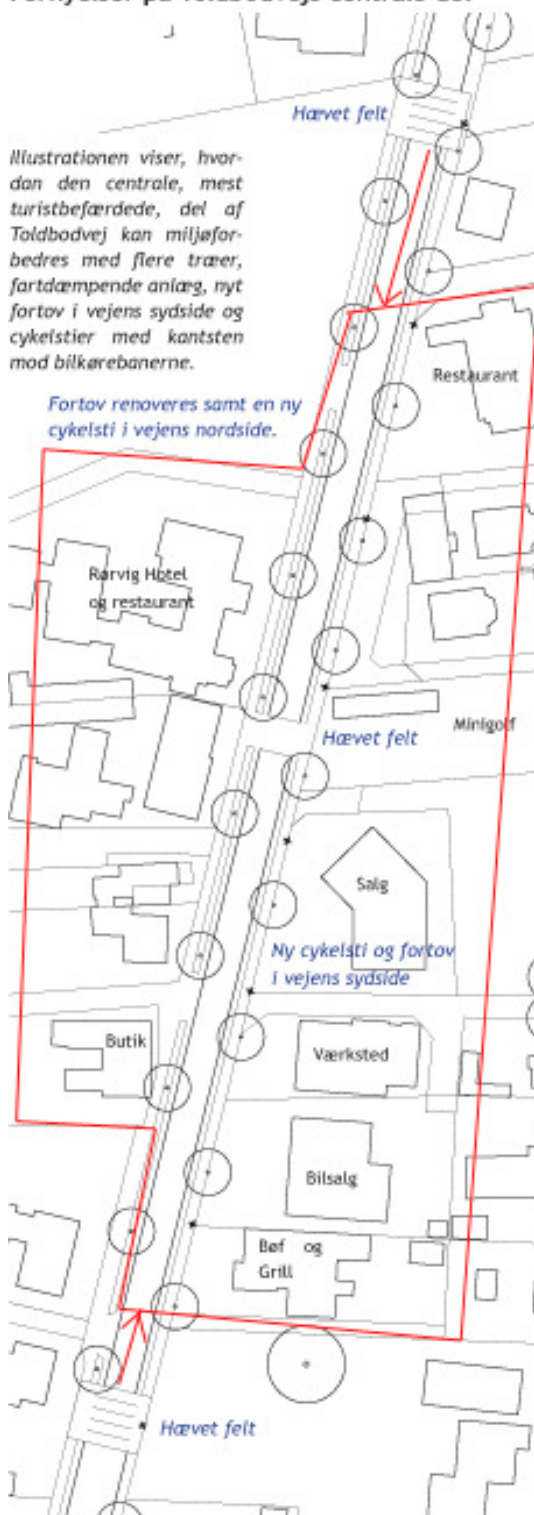 Hævet felt
Illustrationen viser, hvor-
dan den centrale, mest
turistbefærdede, del af
Toldbodvej kan miljøfor-
bedres med flere træer,
fartdæmpende anlæg, nyt
fortov i vejens sydside og
cykelstier med kantsten
mod bilkørebanerne.
Restaurant
Fortov renoveres samt en ny
cykelsti i vejens nordside.
Rørvig Hotel
og restaurant
Minigolf
Hævet felt
Salg
Ny cykelsti og fortov
i vejens sydside
Butik
Værksted
Bilsalg
Bøf og
Grill
Hævet felt